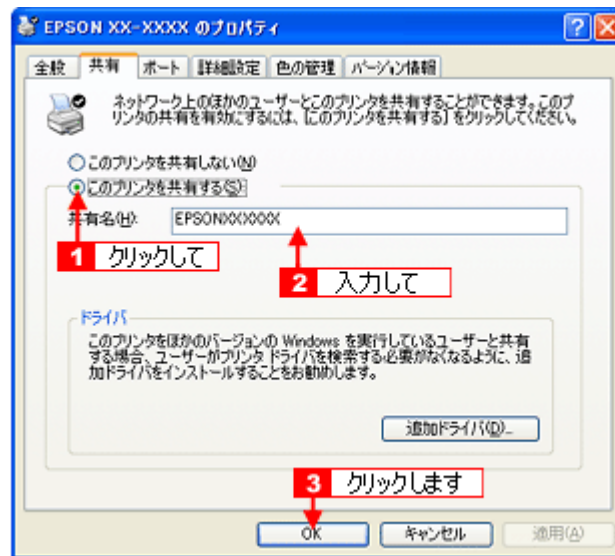 EPSON XX-XXXX のプロパティ
全般 共有 ポート 詳細設定 色の管理 バージョン情報
ネットワーク上のほかのユーザーとこのプリンタを共有することができます。このプ
リンタの共有を有効にするには、[このプリンタを共有する] をクリックしてください。
このプリンタを共有しない(N)
このプリンタを共有する(S)
共有名(H): EPSONXXXXXX
1 クリックして
2 入力して
ドライバ
このプリンタをほかのバージョンの Windows を実行しているユーザーと共有
する場合、ユーザーがプリンタ ドライバを検索する必要がなくなるように、追
加ドライバをインストールすることをお勧めします。
追加ドライバ(D)...
3 クリックします
OK キャンセル 適用(A)